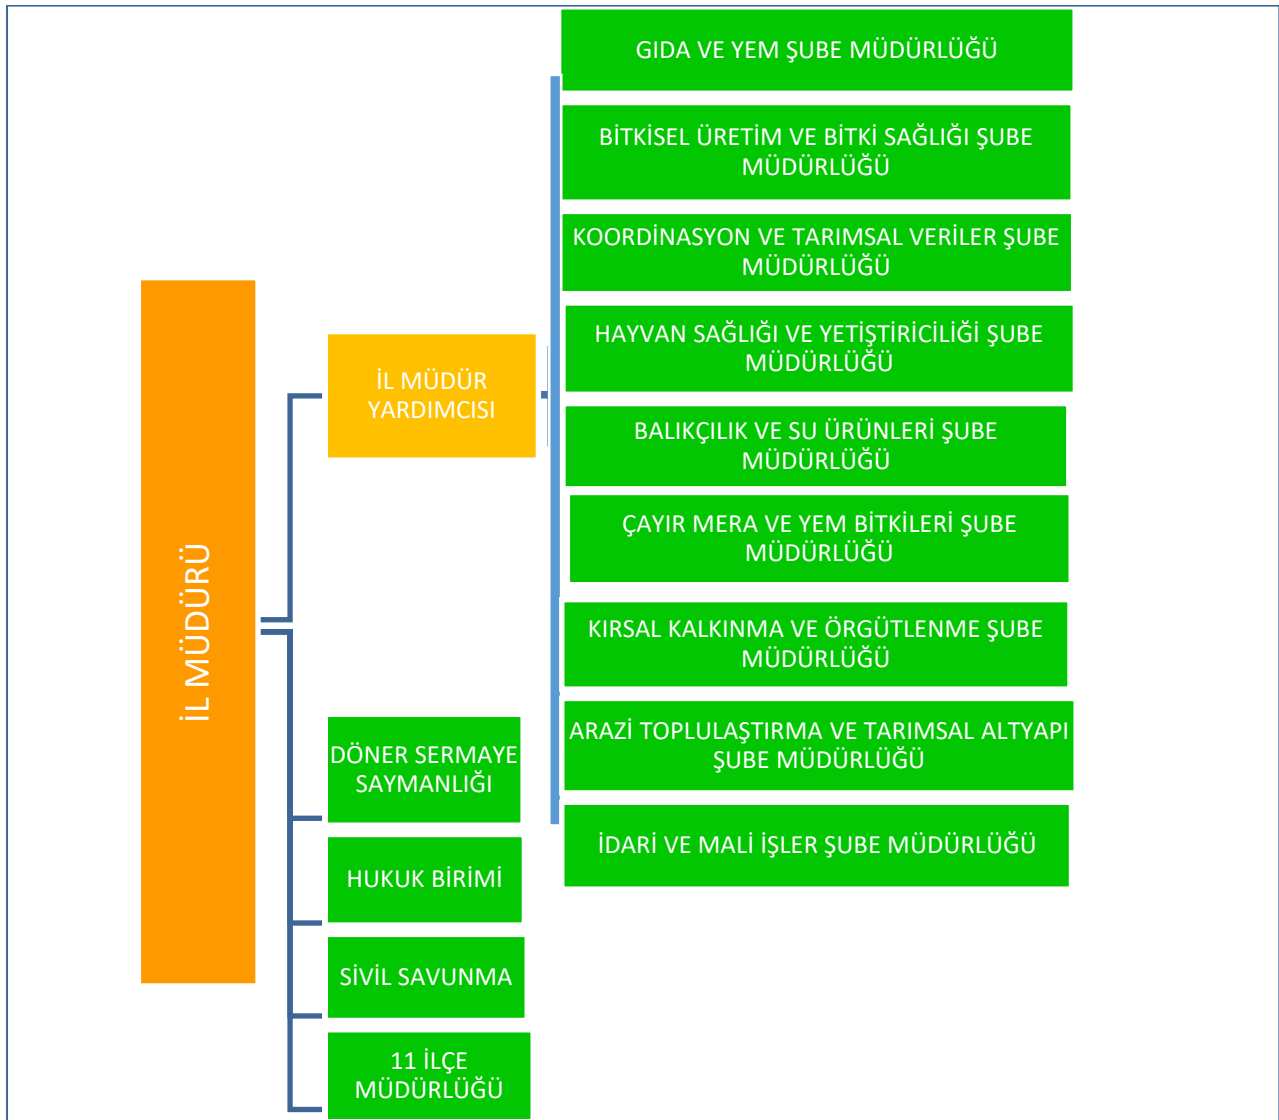 İL MÜDÜRÜ
İL MÜDÜR
YARDIMCISI
DÖNER SERMAYE
SAYMANLIĞI
HUKUK BİRİMİ
SİVİL SAVUNMA
11 İLÇE
MÜDÜRLÜĞÜ
GIDA VE YEM ŞUBE MÜDÜRLÜĞÜ
BİTKİSEL ÜRETİM VE BİTKİ SAĞLIĞI ŞUBE
MÜDÜRLÜĞÜ
KOORDİNASYON VE TARIMSAL VERİLER ŞUBE
MÜDÜRLÜĞÜ
HAYVAN SAĞLIĞI VE YETİŞTİRİCİLİĞİ ŞUBE
MÜDÜRLÜĞÜ
BALIKÇILIK VE SU ÜRÜNLERİ ŞUBE
MÜDÜRLÜĞÜ
ÇAYIR MERA VE YEM BİTKİLERİ ŞUBE
MÜDÜRLÜĞÜ
KIRSAL KALKINMA VE ÖRGÜTLENME ŞUBE
MÜDÜRLÜĞÜ
ARAZİ TOPLULAŞTIRMA VE TARIMSAL ALTYAPI
ŞUBE MÜDÜRLÜĞÜ
İDARİ VE MALİ İŞLER ŞUBE MÜDÜRLÜĞÜ